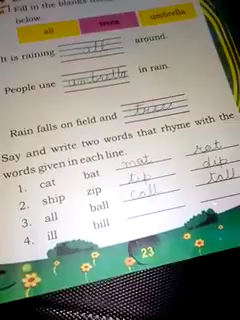 Fill in the blanks
below.
all trees umbrella
It is raining all around.
People use umbrella in rain.
Rain falls on field and trees
Say and write two words that rhyme with the
words given in each line.
1. cat bat mat rat
2. ship zip tip dip
3. all ball call tall
4. ill bill
23